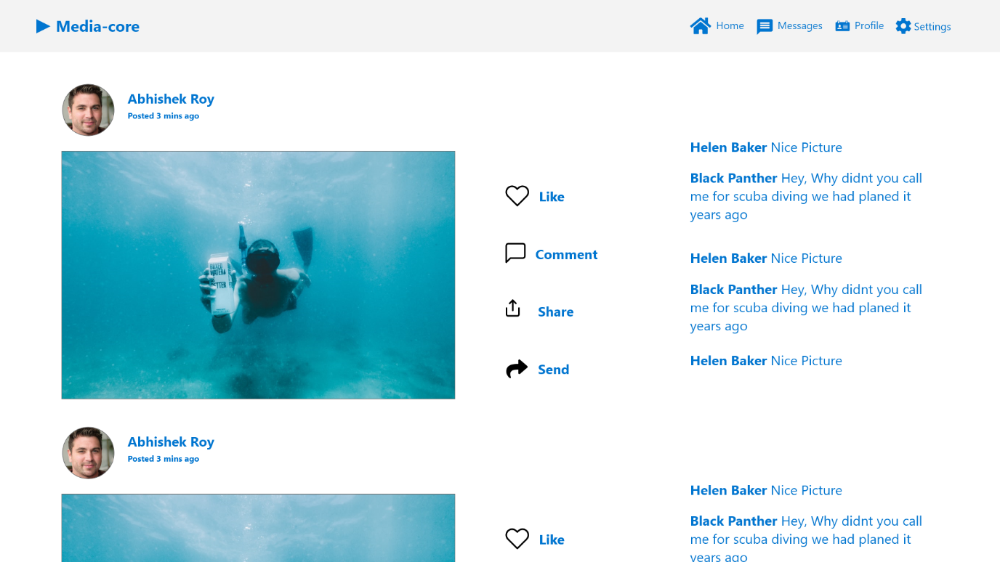 Media-core
Home
Messages
Profile
Settings
Abhishek Roy
Posted 3 mins ago
BOXED
WATER
IS
BETTER
Like
Comment
Share
Send
Helen Baker Nice Picture
Black Panther Hey, Why didnt you call
me for scuba diving we had planed it
years ago
Helen Baker Nice Picture
Black Panther Hey, Why didnt you call
me for scuba diving we had planed it
years ago
Helen Baker Nice Picture
Abhishek Roy
Posted 3 mins ago
Like
Helen Baker Nice Picture
Black Panther Hey, Why didnt you call
me for scuba diving we had planed it
years ago